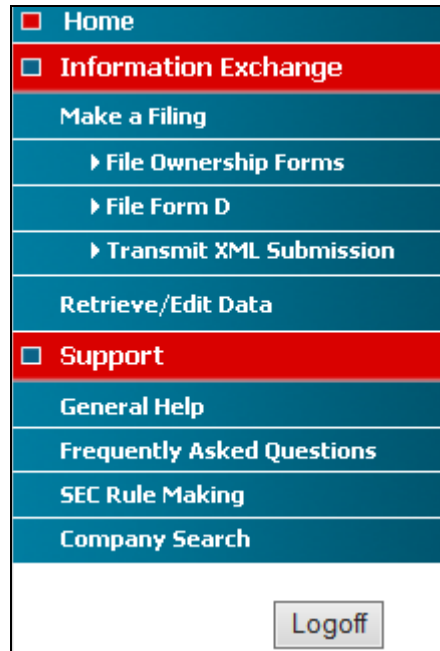 Home
Information Exchange
Make a Filing
File Ownership Forms
File Form D
Transmit XML Submission
Retrieve/Edit Data
Support
General Help
Frequently Asked Questions
SEC Rule Making
Company Search
Logoff